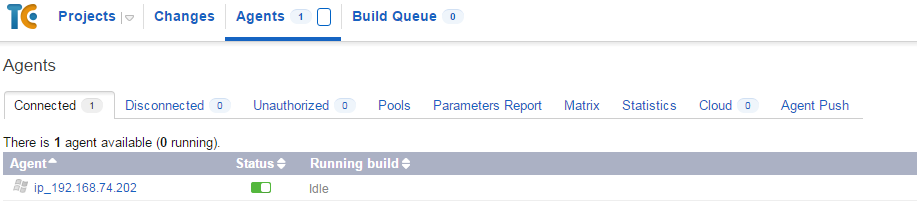 TC Projects Changes Agents 1 Build Queue 0
Agents
Connected 1 Disconnected 0 Unauthorized 0 Pools Parameters Report Matrix Statistics Cloud 0 Agent Push
There is 1 agent available (0 running).
Agent Status Running build
ip_192.168.74.202 Idle